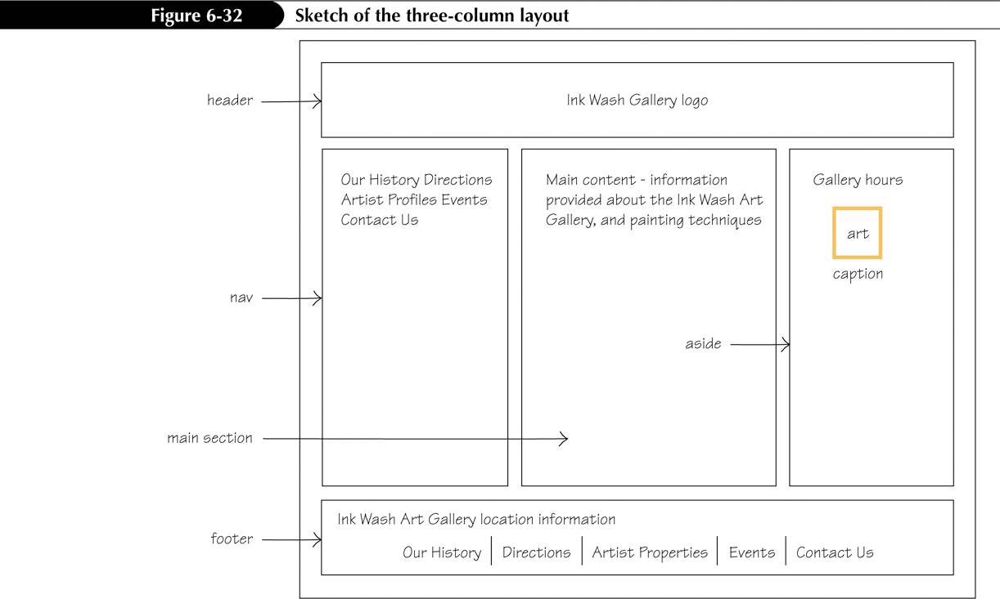 Figure 6-32 Sketch of the three-column layout
header
Ink Wash Gallery logo
Our History Directions
Artist Profiles Events
Contact Us
Main content - information
provided about the Ink Wash Art
Gallery, and painting techniques
Gallery hours
art
caption
nav
aside
main section
footer
Ink Wash Art Gallery location information
Our History | Directions | Artist Properties | Events | Contact Us